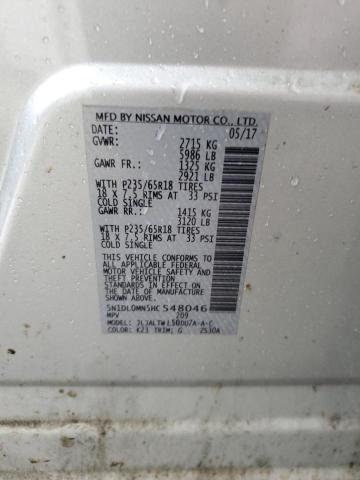 MFD BY NISSAN MOTOR CO., LTD.
DATE: 05/17
GVWR: 2715 KG
5986 LB
GAWR FR.: 1325 KG
2921 LB
WITH P235/65R18 TIRES
18 X 7.5 RIMS AT 33 PSI
COLD SINGLE
GAWR RR.: 1415 KG
3120 LB
WITH P235/65R18 TIRES
18 X 7.5 RIMS AT 33 PSI
COLD SINGLE
THIS VEHICLE CONFORMS TO ALL
APPLICABLE FEDERAL MOTOR
VEHICLE SAFETY AND THEFT
PREVENTION STANDARDS IN
EFFECT ON THE DATE OF
MANUFACTURE SHOWN ABOVE.
5N1DL0MN5HC548046
MPV 209
MODEL:
COLOR: K23 TRIM: G